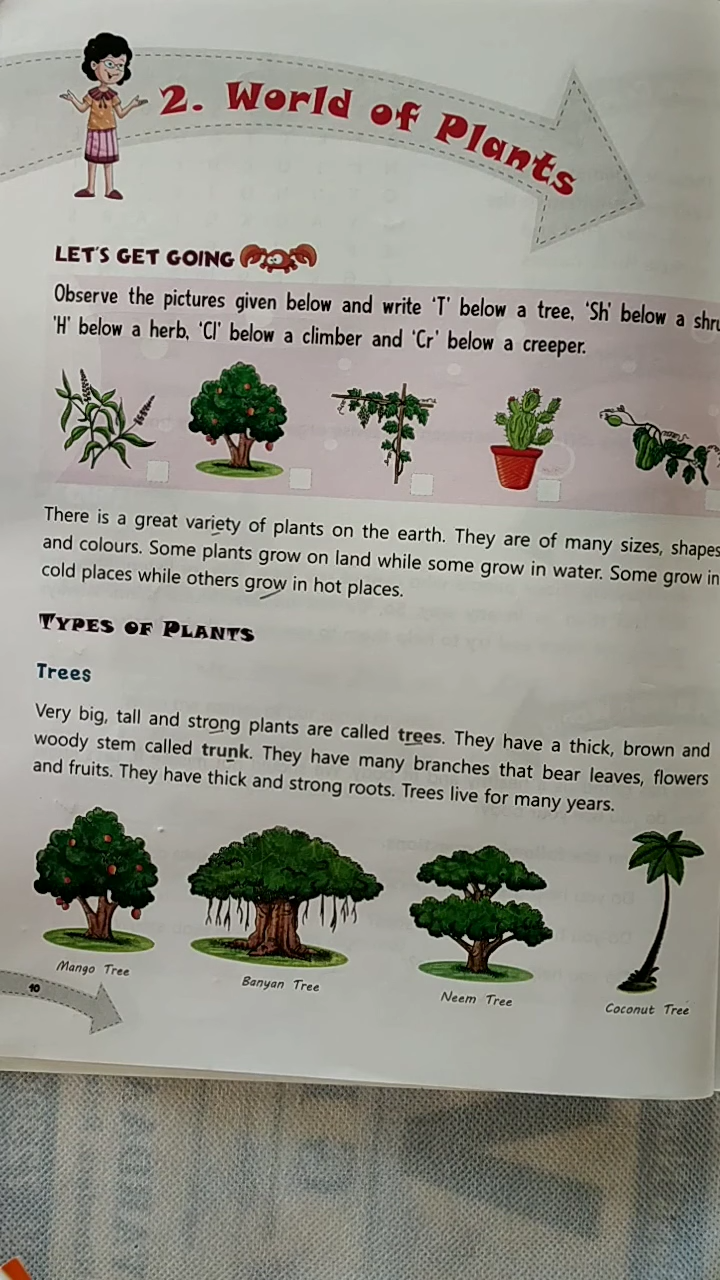 2. World of Plants
LET'S GET GOING
Observe the pictures given below and write 'T' below a tree, 'Sh' below a
'H' below a herb, 'Cl' below a climber and 'Cr' below a creeper.
There is a great variety of plants on the earth. They are of many sizes, shapes
and colours. Some plants grow on land while some grow in water. Some grow in
cold places while others grow in hot places.
TYPES OF PLANTS
Trees
Very big, tall and strong plants are called trees. They have a thick, brown and
woody stem called trunk. They have many branches that bear leaves, flowers
and fruits. They have thick and strong roots. Trees live for many years.
Mango Tree
Banyan Tree
Neem Tree
Coconut Tree
10